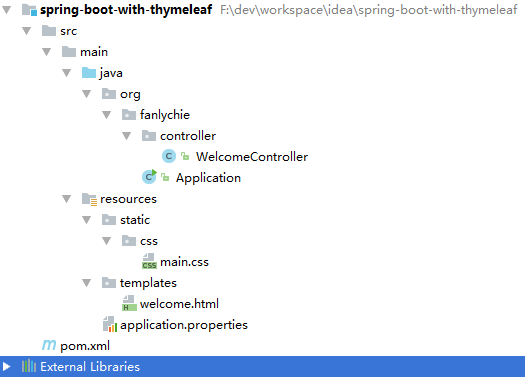 spring-boot-with-thymeleaf F:\dev\workspace\idea\spring-boot-with-thymeleaf
src
main
java
org
fanlychie
controller
WelcomeController
Application
resources
static
css
main.css
templates
welcome.html
application.properties
pom.xml
External Libraries